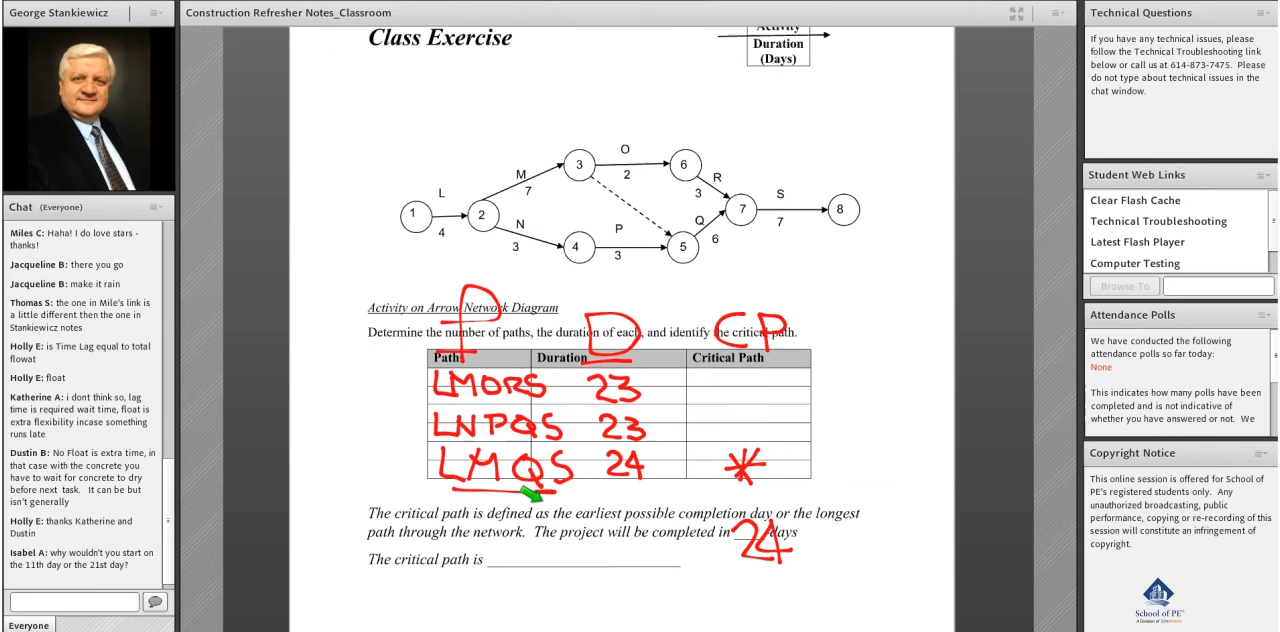 George Stankiewicz
Construction Refresher Notes_Classroom
Class Exercise
Activity
Duration
(Days)
O
M
3
6
2
R
7
L
3
S
1
2
7
8
4
N
Q
7
P
3
4
5
6
3
Activity on Arrow Network Diagram
Determine the number of paths, the duration of each, and identify the critical path.
P D CP
Path Duration Critical Path
LMORS 23
LNPQS 23
LMQS 24 *
The critical path is defined as the earliest possible completion day or the longest
path through the network. The project will be completed in ____ days
24
The critical path is ______________________
Chat (Everyone)
Miles C: Haha! I do love stars -
thanks!
Jacqueline B: there you go
Jacqueline B: make it rain
Thomas S: the one in Mile's link is
a little different then the one in
Stankiewicz notes
Holly E: is Time Lag equal to total
flowat
Holly E: float
Katherine A: i dont think so, lag
time is required wait time, float is
extra flexibility incase something
runs late
Dustin B: No Float is extra time, in
that case with the concrete you
have to wait for concrete to dry
before next task. It can be but
isn't generally
Holly E: thanks Katherine and
Dustin
Isabel A: why wouldn't you start on
the 11th day or the 21st day?
Everyone
Technical Questions
If you have any technical issues, please
follow the Technical Troubleshooting link
below or call us at 614-873-7475. Please
do not type about technical issues in the
chat window.
Student Web Links
Clear Flash Cache
Technical Troubleshooting
Latest Flash Player
Computer Testing
Browse To
Attendance Polls
We have conducted the following
attendance polls so far today:
None
This indicates how many polls have been
completed and is not indicative of
whether you have answered or not. We
Copyright Notice
This online session is offered for School of
PE's registered students only. Any
unauthorized broadcasting, public
performance, copying or re-recording of this
session will constitute an infringement of
copyright.
School of PE